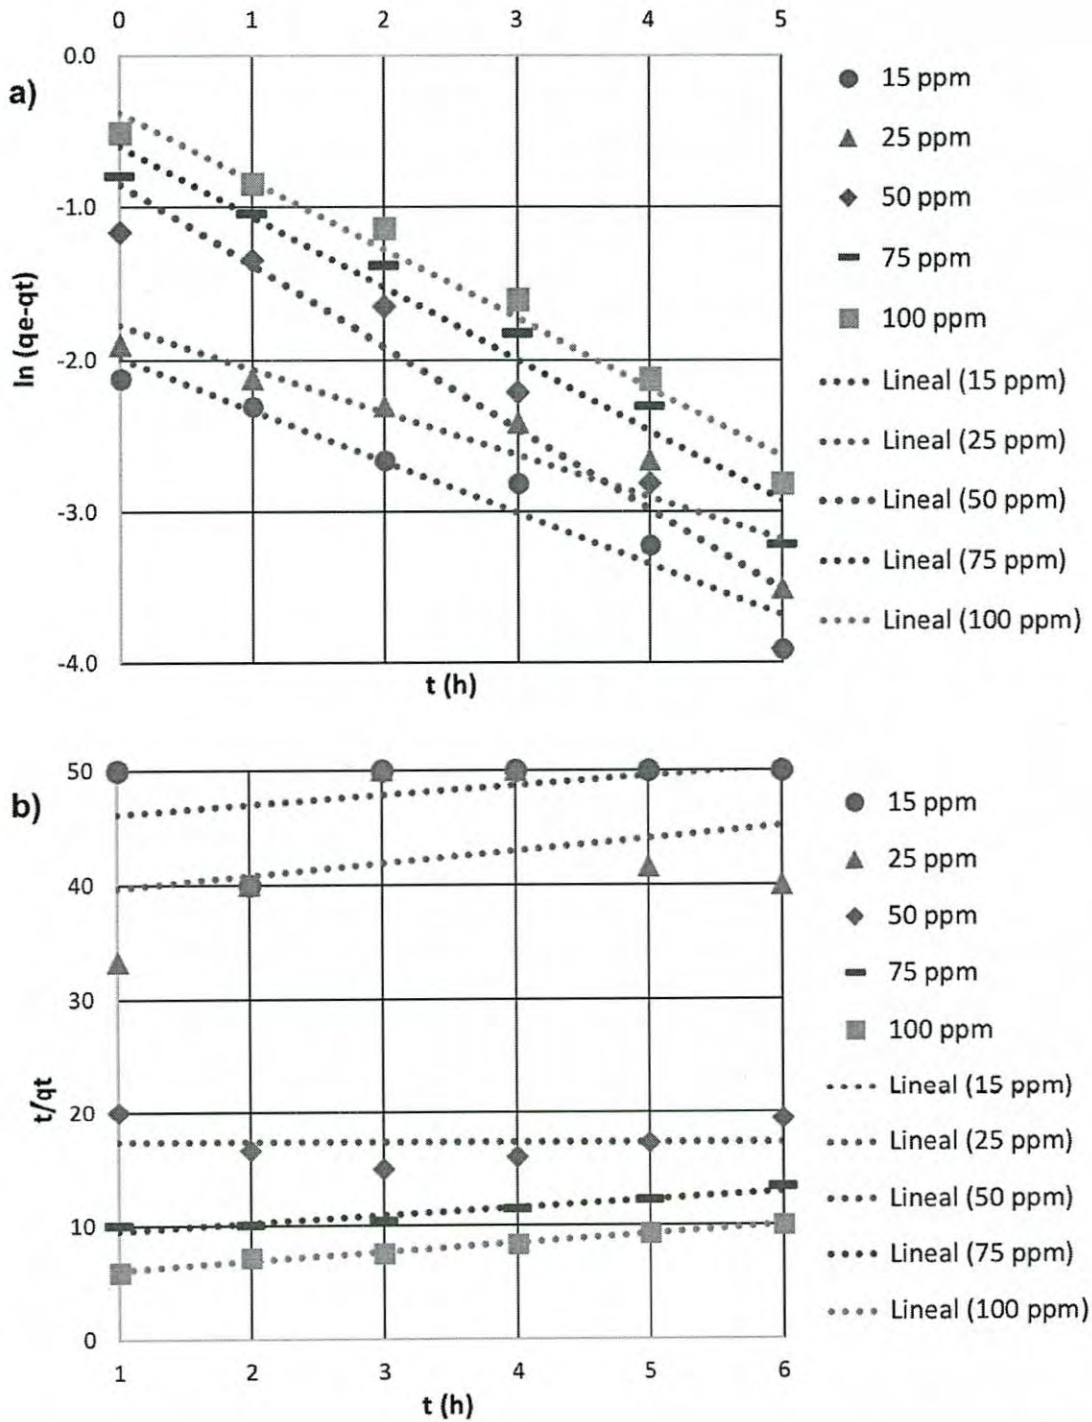 0 1 2 3 4 5
a)
0.0
-1.0
-2.0
-3.0
-4.0
ln (qe-qt)
t (h)
15 ppm
25 ppm
50 ppm
75 ppm
100 ppm
Lineal (15 ppm)
Lineal (25 ppm)
Lineal (50 ppm)
Lineal (75 ppm)
Lineal (100 ppm)
b)
50
40
30
20
10
0
t/qt
1 2 3 4 5 6
t (h)
15 ppm
25 ppm
50 ppm
75 ppm
100 ppm
Lineal (15 ppm)
Lineal (25 ppm)
Lineal (50 ppm)
Lineal (75 ppm)
Lineal (100 ppm)